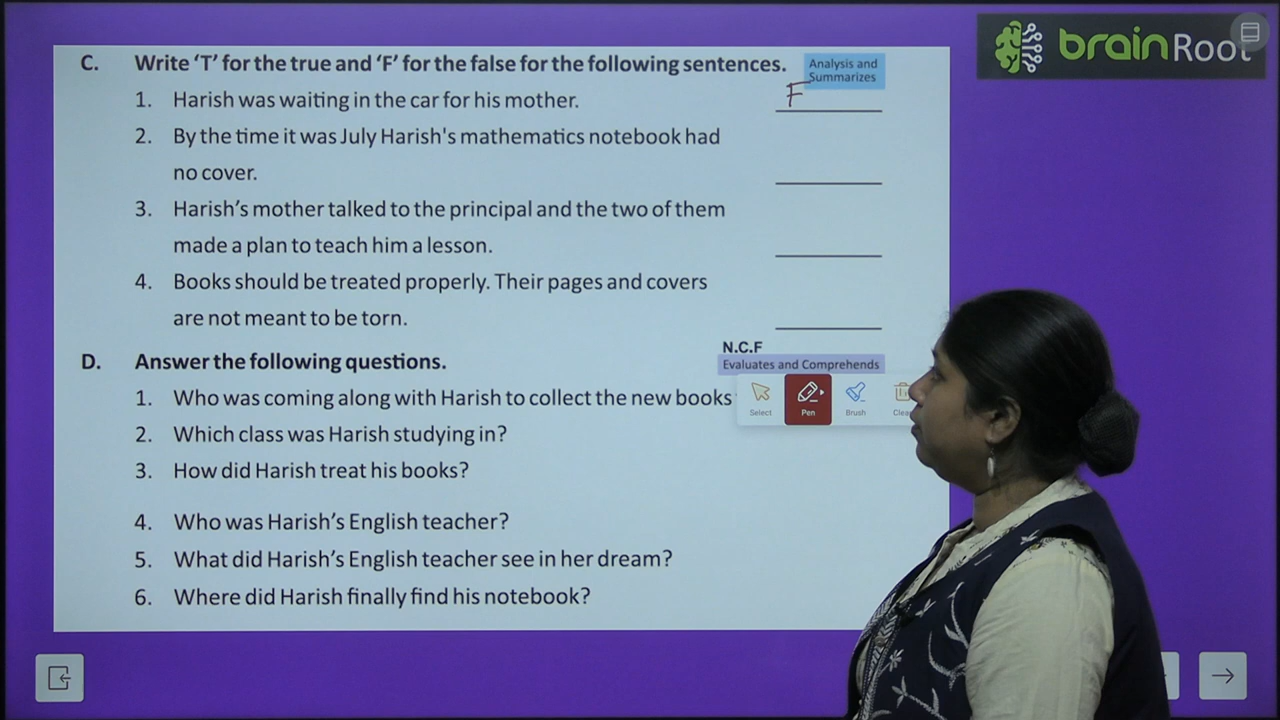 brainRoot
C. Write ‘T’ for the true and ‘F’ for the false for the following sentences.
Analysis and
Summarizes
1. Harish was waiting in the car for his mother. F
2. By the time it was July Harish's mathematics notebook had
no cover.
3. Harish’s mother talked to the principal and the two of them
made a plan to teach him a lesson.
4. Books should be treated properly. Their pages and covers
are not meant to be torn.
N.C.F
D. Answer the following questions.
Evaluates and Comprehends
1. Who was coming along with Harish to collect the new books
Select Pen Brush
2. Which class was Harish studying in?
3. How did Harish treat his books?
4. Who was Harish’s English teacher?
5. What did Harish’s English teacher see in her dream?
6. Where did Harish finally find his notebook?